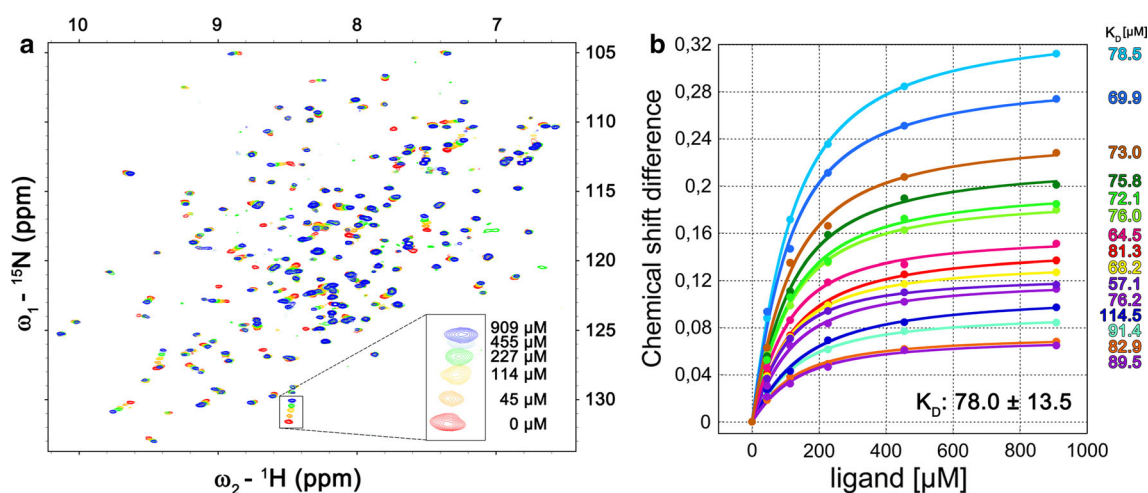 a
10 9 8 7
105
110
115
120
125
130
ω₁ - ¹⁵N (ppm)
ω₂ - ¹H (ppm)
909 µM
455 µM
227 µM
114 µM
45 µM
0 µM
b
0,32
0,28
0,24
0,2
0,16
0,12
0,08
0,04
0
Chemical shift difference
0 200 400 600 800 1000
ligand [µM]
K_D: 78.0 ± 13.5
K_D [µM]
78.5
69.9
73.0
75.8
72.1
76.0
64.5
81.3
68.2
57.1
76.2
114.5
91.4
82.9
89.5